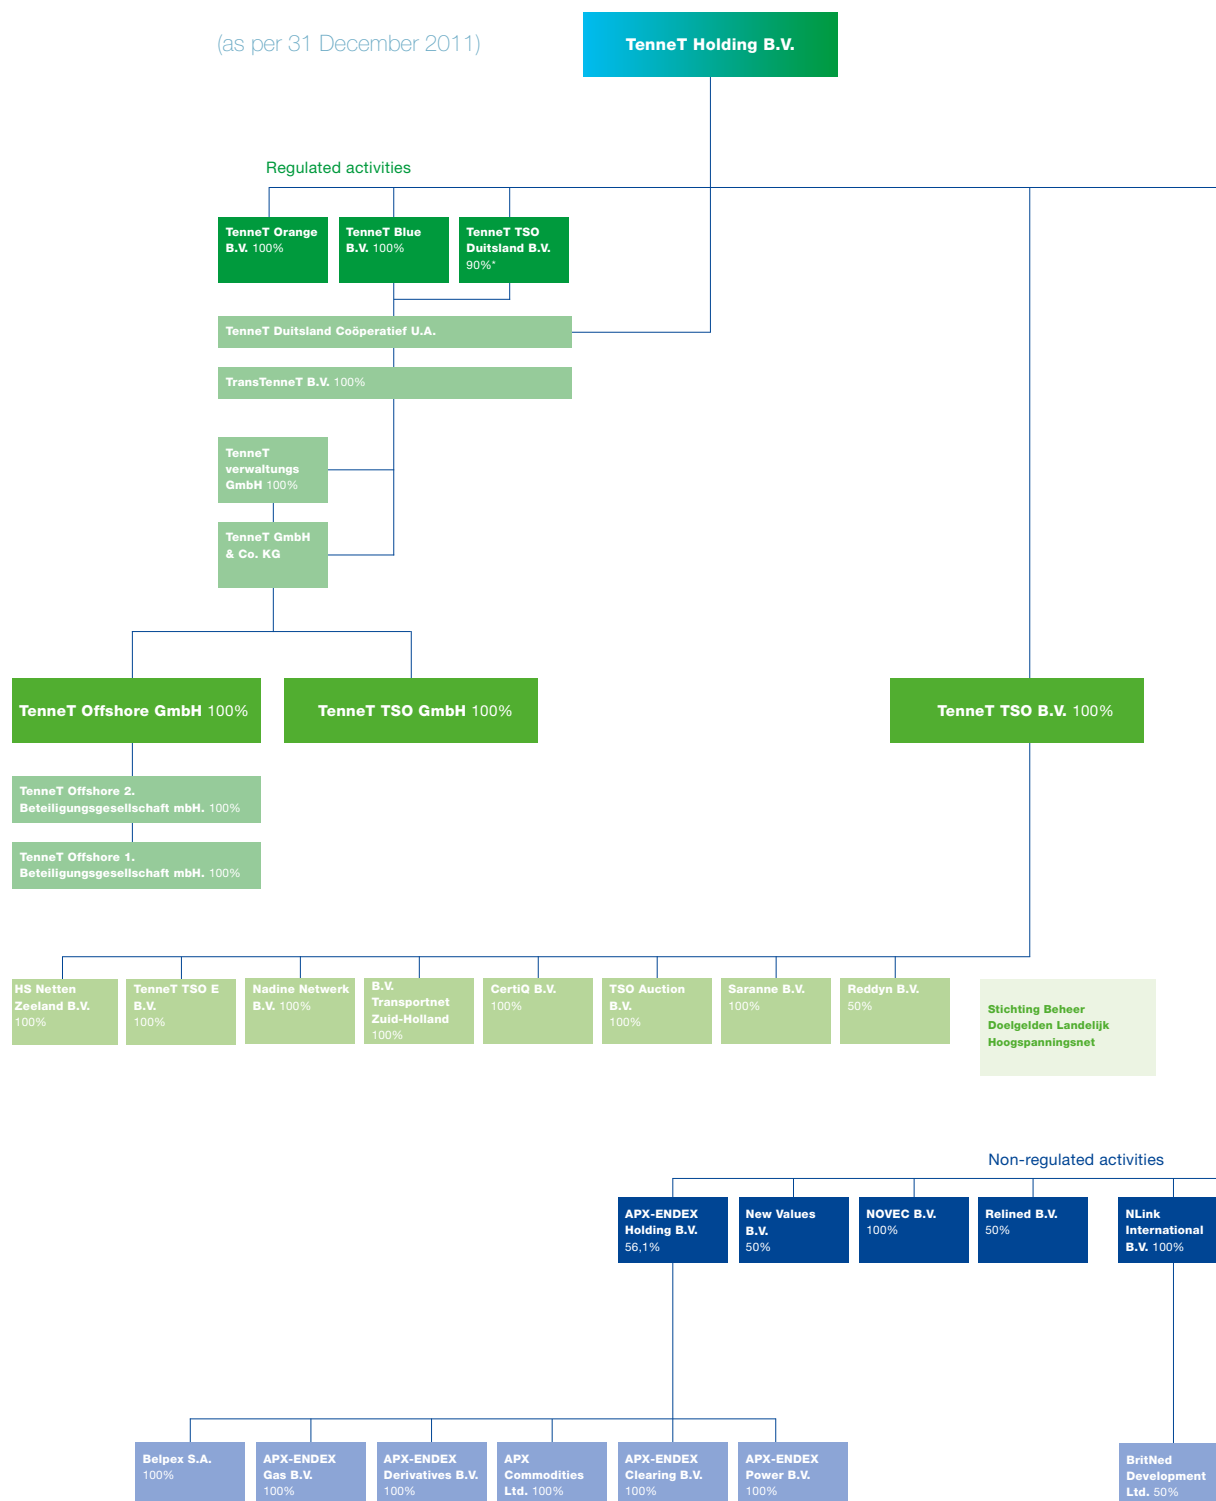 (as per 31 December 2011)
TenneT Holding B.V.
Regulated activities
TenneT Orange
B.V. 100%
TenneT Blue
B.V. 100%
TenneT TSO
Duitsland B.V.
90%*
TenneT Duitsland Coöperatief U.A.
TransTenneT B.V. 100%
TenneT
verwaltungs
GmbH 100%
TenneT GmbH
& Co. KG
TenneT Offshore GmbH 100%
TenneT TSO GmbH 100%
TenneT TSO B.V. 100%
TenneT Offshore 2.
Beteiligungsgesellschaft mbH. 100%
TenneT Offshore 1.
Beteiligungsgesellschaft mbH. 100%
HS Netten
Zeeland B.V.
100%
TenneT TSO E
B.V.
100%
Nadine Netwerk
B.V. 100%
B.V.
Transportnet
Zuid-Holland
100%
CertiQ B.V.
100%
TSO Auction
B.V.
100%
Saranne B.V.
100%
Reddyn B.V.
50%
Stichting Beheer
Doelgelden Landelijk
Hoogspanningsnet
Non-regulated activities
APX-ENDEX
Holding B.V.
56,1%
New Values
B.V.
50%
NOVEC B.V.
100%
Relined B.V.
50%
NLink
International
B.V. 100%
Belpex S.A.
100%
APX-ENDEX
Gas B.V.
100%
APX-ENDEX
Derivatives B.V.
100%
APX
Commodities
Ltd. 100%
APX-ENDEX
Clearing B.V.
100%
APX-ENDEX
Power B.V.
100%
BritNed
Development
Ltd. 50%